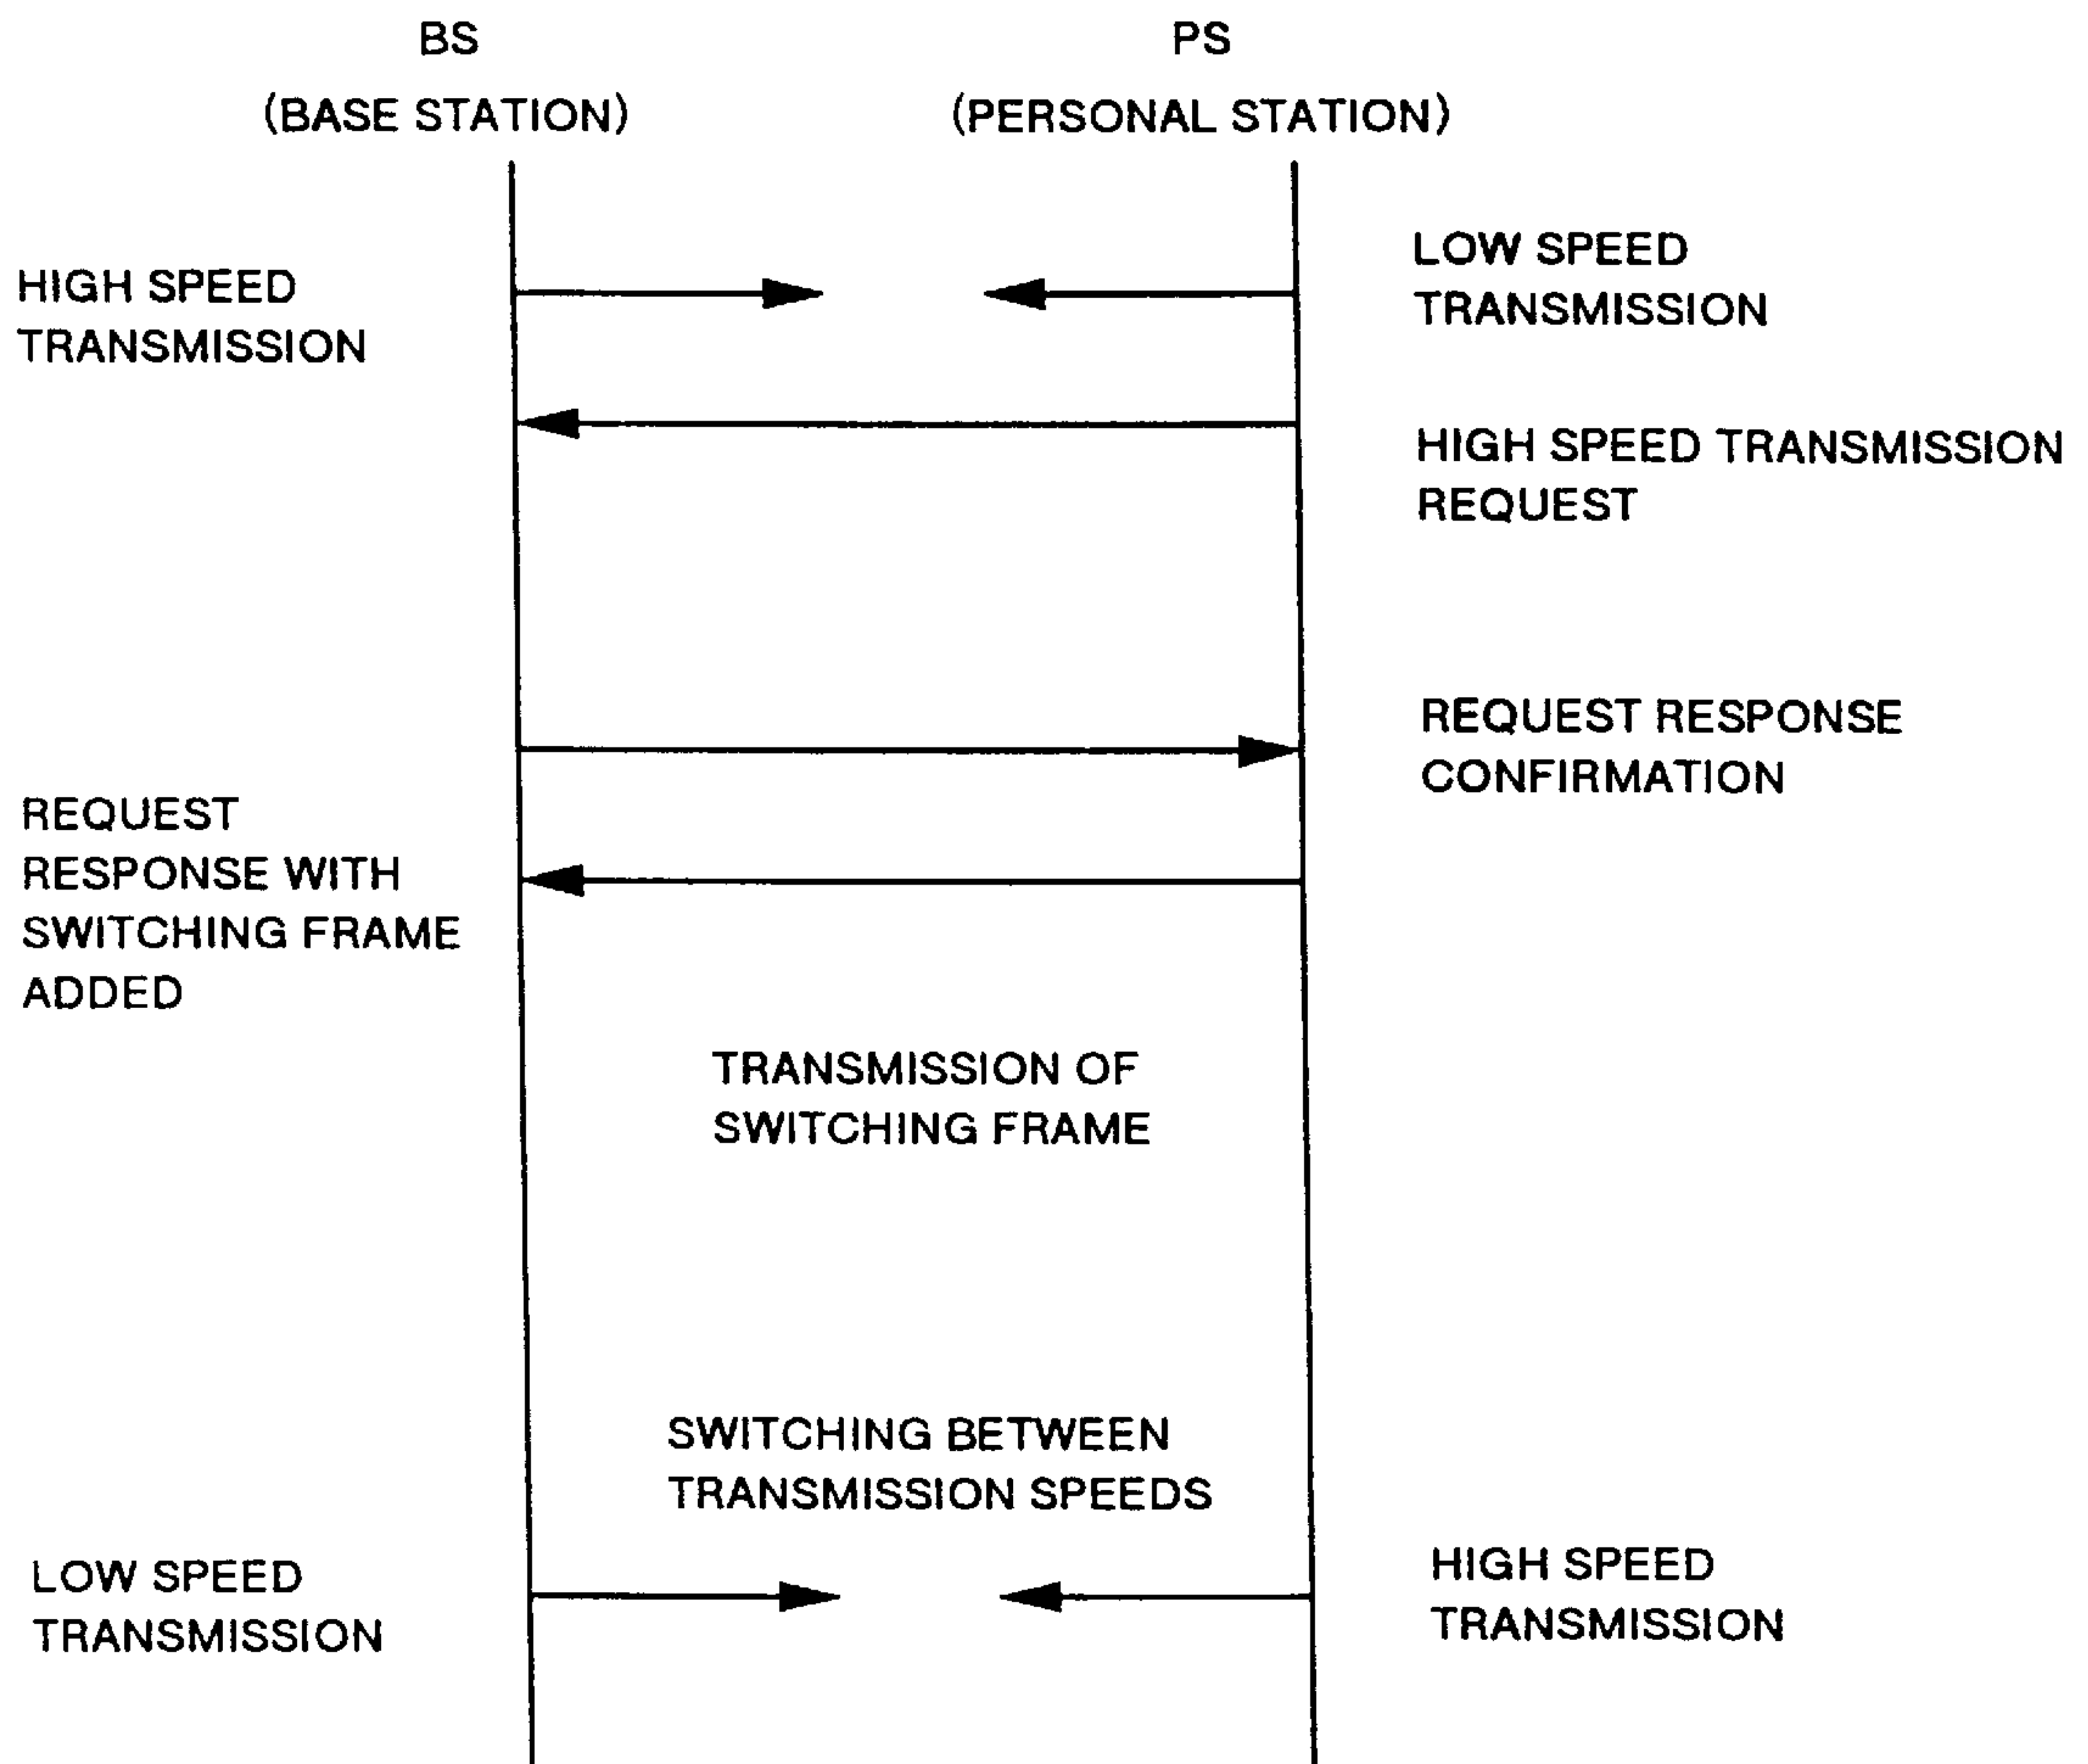 BS
(BASE STATION)
PS
(PERSONAL STATION)
HIGH SPEED
TRANSMISSION
LOW SPEED
TRANSMISSION
HIGH SPEED TRANSMISSION
REQUEST
REQUEST RESPONSE
CONFIRMATION
REQUEST
RESPONSE WITH
SWITCHING FRAME
ADDED
TRANSMISSION OF
SWITCHING FRAME
SWITCHING BETWEEN
TRANSMISSION SPEEDS
LOW SPEED
TRANSMISSION
HIGH SPEED
TRANSMISSION